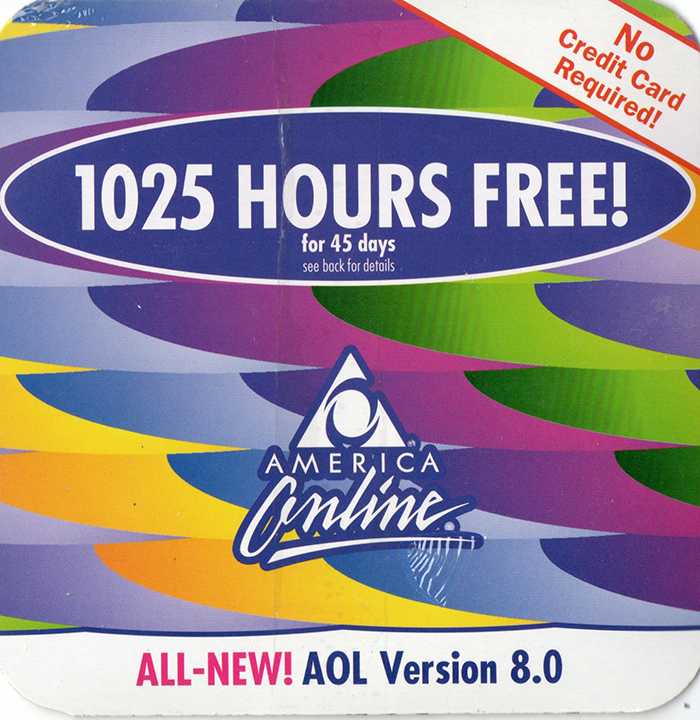 No
Credit Card
Required!
1025 HOURS FREE!
for 45 days
see back for details
AMERICA
Online
ALL-NEW! AOL Version 8.0